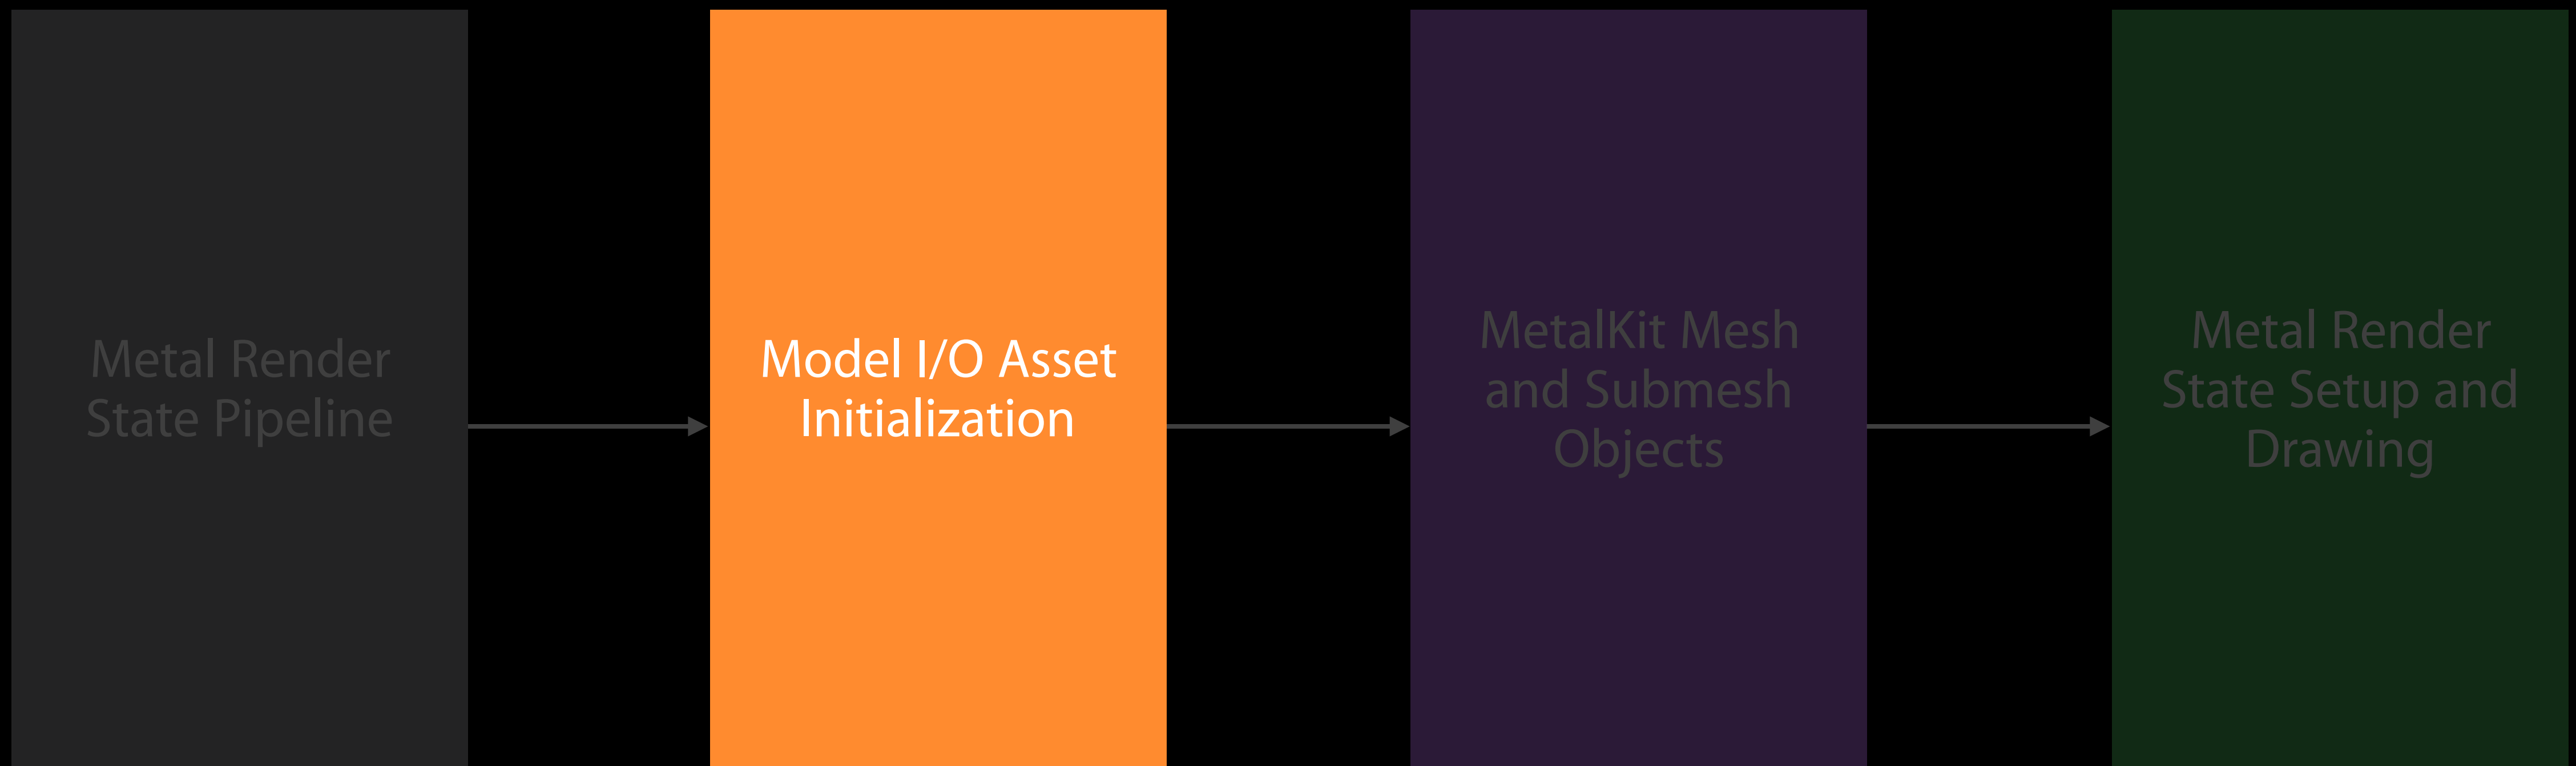 Metal Render
State Pipeline
Model I/O Asset
Initialization
MetalKit Mesh
and Submesh
Objects
Metal Render
State Setup and
Drawing